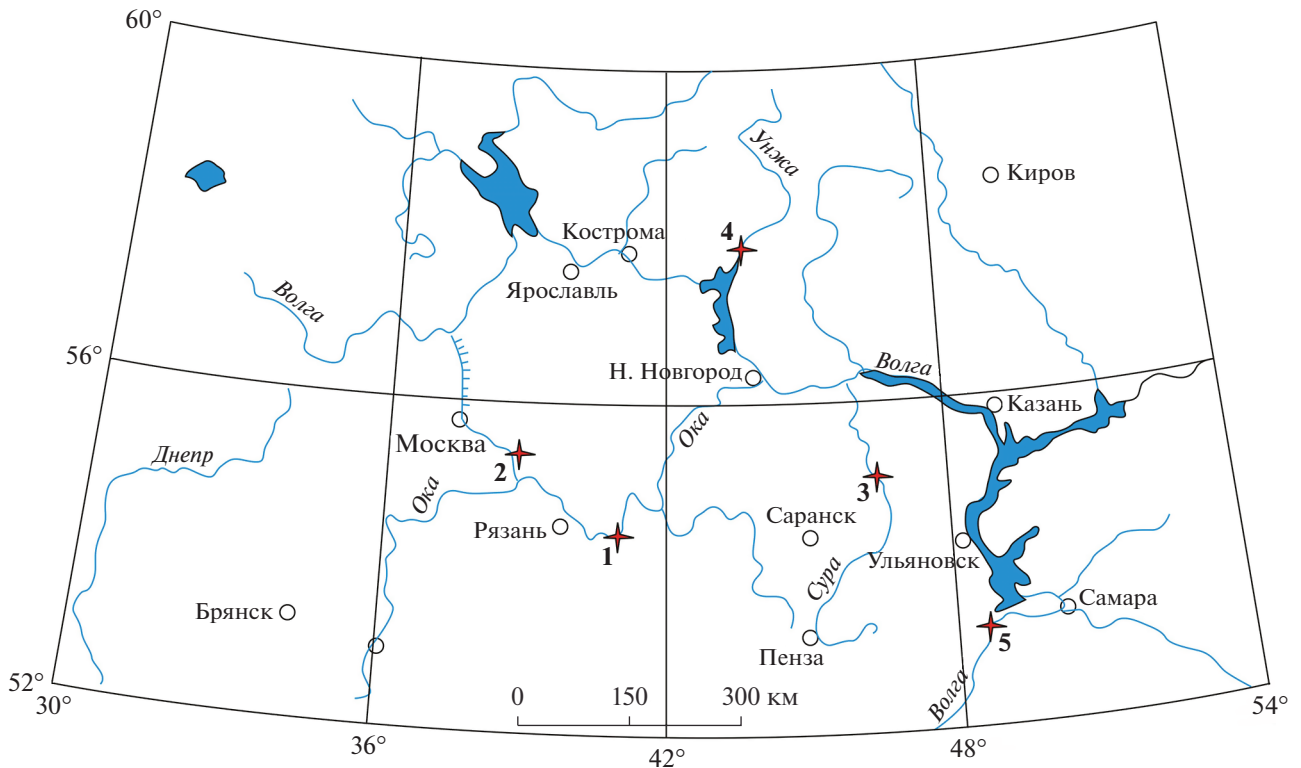 60°
Унжа
Киров
Кострома
4
Ярославль
Волга
56°
Н. Новгород
Волга
Казань
Москва
Ока
Днепр
2
Ока
3
Рязань
1
Саранск
Ульяновск
Сура
Брянск
Самара
5
Пенза
52°
30°
0 150 300 км
Волга
54°
36°
42°
48°